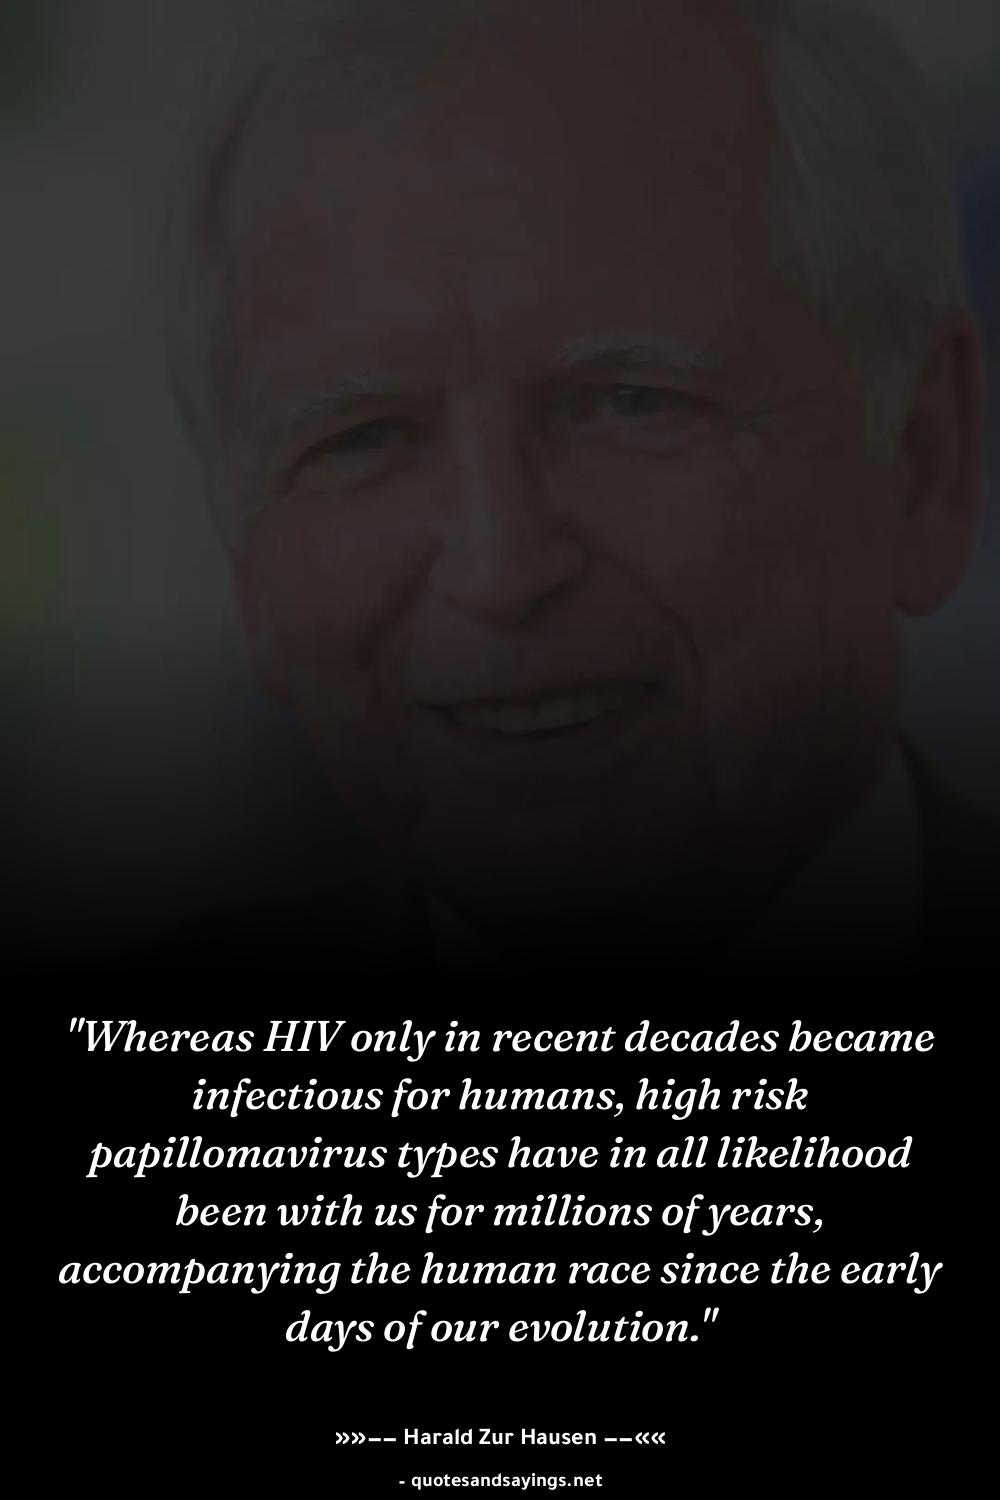 "Whereas HIV only in recent decades became
infectious for humans, high risk
papillomavirus types have in all likelihood
been with us for millions of years,
accompanying the human race since the early
days of our evolution."
»»−− Harald Zur Hausen −−««
- quotesandsayings.net